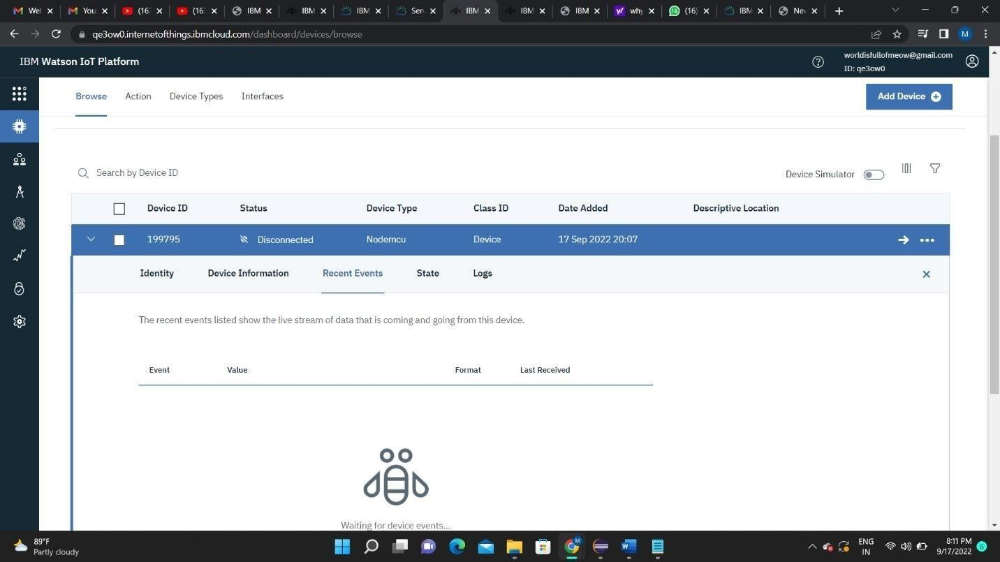 Wel
You
(16:
(16:
IBM
IBM
IBM
Ser
IBM
IBM
IBM
why
(16)
IBM
Nev
qe3ow0.internetofthings.ibmcloud.com/dashboard/devices/browse
M
IBM Watson IoT Platform
worldisfullofmeow@gmail.com
ID: qe3ow0
Browse Action Device Types Interfaces
Add Device
Search by Device ID
Device Simulator
Device ID Status Device Type Class ID Date Added Descriptive Location
199795 Disconnected Nodemcu Device 17 Sep 2022 20:07
Identity Device Information Recent Events State Logs
The recent events listed show the live stream of data that is coming and going from this device.
Event Value Format Last Received
Waiting for device events...
89°F
Partly cloudy
ENG
IN
8:11 PM
9/17/2022
6